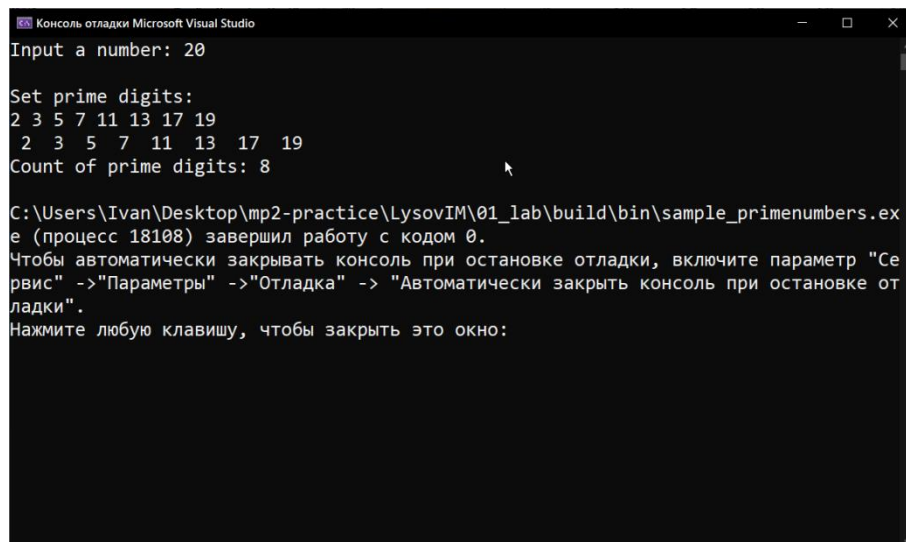 Консоль отладки Microsoft Visual Studio
Input a number: 20
Set prime digits:
2 3 5 7 11 13 17 19
2 3 5 7 11 13 17 19
Count of prime digits: 8
C:\Users\Ivan\Desktop\mp2-practice\LysovIM\01_lab\build\bin\sample_primenumbers.ex
e (процесс 18108) завершил работу с кодом 0.
Чтобы автоматически закрывать консоль при остановке отладки, включите параметр "Се
рвис" ->"Параметры" ->"Отладка" -> "Автоматически закрыть консоль при остановке от
ладки".
Нажмите любую клавишу, чтобы закрыть это окно: